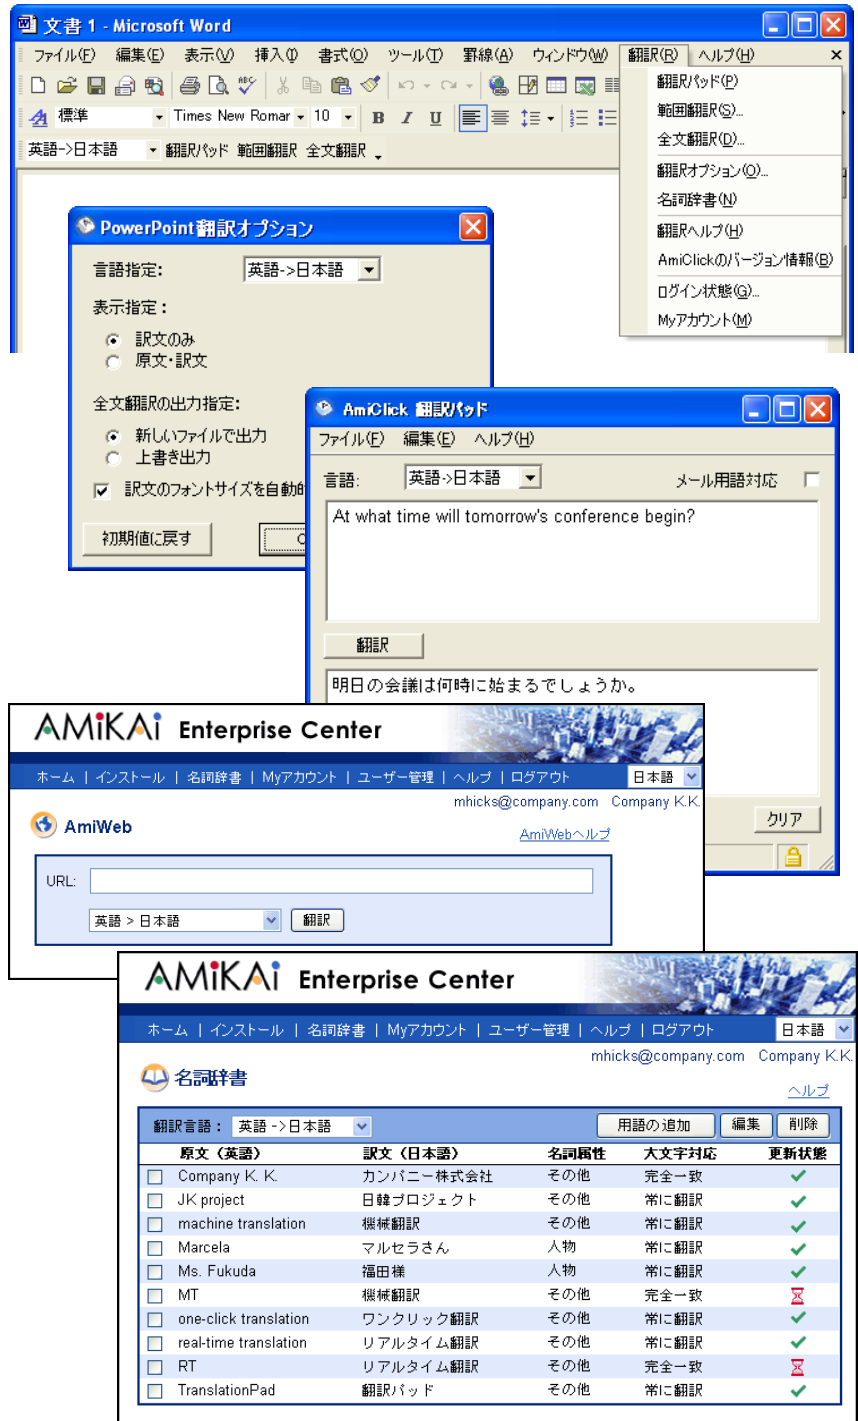 文書 1 - Microsoft Word
ファイル(F) 編集(E) 表示(V) 挿入(I) 書式(O) ツール(T) 罫線(A) ウィンドウ(W) 翻訳(R) ヘルプ(H)
標準 Times New Romar 10 B I U
英語->日本語 翻訳パッド 範囲翻訳 全文翻訳
翻訳パッド(P)
範囲翻訳(S)...
全文翻訳(D)...
翻訳オプション(O)...
名詞辞書(N)
翻訳ヘルプ(H)
AmiClickのバージョン情報(B)
ログイン状態(G)...
Myアカウント(M)
PowerPoint翻訳オプション
言語指定: 英語->日本語
表示指定:
訳文のみ
原文・訳文
全文翻訳の出力指定:
新しいファイルで出力
上書き出力
訳文のフォントサイズを自動
初期値に戻す
AmiClick 翻訳パッド
ファイル(F) 編集(E) ヘルプ(H)
言語: 英語->日本語 メール用語対応
At what time will tomorrow's conference begin?
翻訳
明日の会議は何時に始まるでしょうか。
クリア
AMiKAi Enterprise Center
ホーム | インストール | 名詞辞書 | Myアカウント | ユーザー管理 | ヘルプ | ログアウト 日本語
mhicks@company.com Company K.K.
AmiWeb
AmiWebヘルプ
URL:
英語 > 日本語 翻訳
AMiKAi Enterprise Center
ホーム | インストール | 名詞辞書 | Myアカウント | ユーザー管理 | ヘルプ | ログアウト 日本語
mhicks@company.com Company K.K.
名詞辞書
ヘルプ
翻訳言語: 英語 ->日本語 用語の追加 編集 削除
原文（英語） 訳文（日本語） 名詞属性 大文字対応 更新状態
Company K. K. カンパニー株式会社 その他 完全一致
JK project 日韓プロジェクト その他 常に翻訳
machine translation 機械翻訳 その他 常に翻訳
Marcela マルセラさん 人物 常に翻訳
Ms. Fukuda 福田様 人物 常に翻訳
MT 機械翻訳 その他 完全一致
one-click translation ワンクリック翻訳 その他 常に翻訳
real-time translation リアルタイム翻訳 その他 常に翻訳
RT リアルタイム翻訳 その他 完全一致
TranslationPad 翻訳パッド その他 常に翻訳